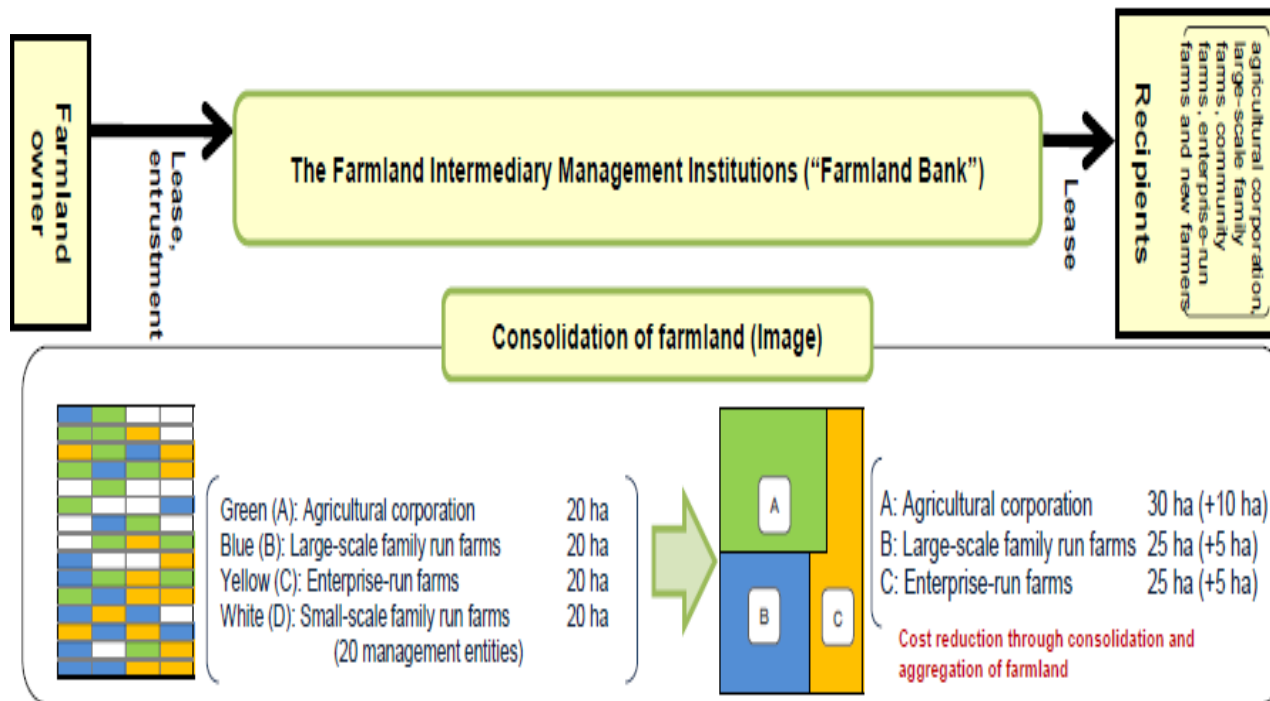 Farmland
owner
Lease,
entrustment
The Farmland Intermediary Management Institutions (“Farmland Bank”)
Lease
Recipients
agricultural corporation,
large-scale family
farms, community
farms, enterprise-run
farms and new farmers
Consolidation of farmland (Image)
Green (A): Agricultural corporation 20 ha
Blue (B): Large-scale family run farms 20 ha
Yellow (C): Enterprise-run farms 20 ha
White (D): Small-scale family run farms 20 ha
(20 management entities)
A
B
C
A: Agricultural corporation 30 ha (+10 ha)
B: Large-scale family run farms 25 ha (+5 ha)
C: Enterprise-run farms 25 ha (+5 ha)
Cost reduction through consolidation and
aggregation of farmland